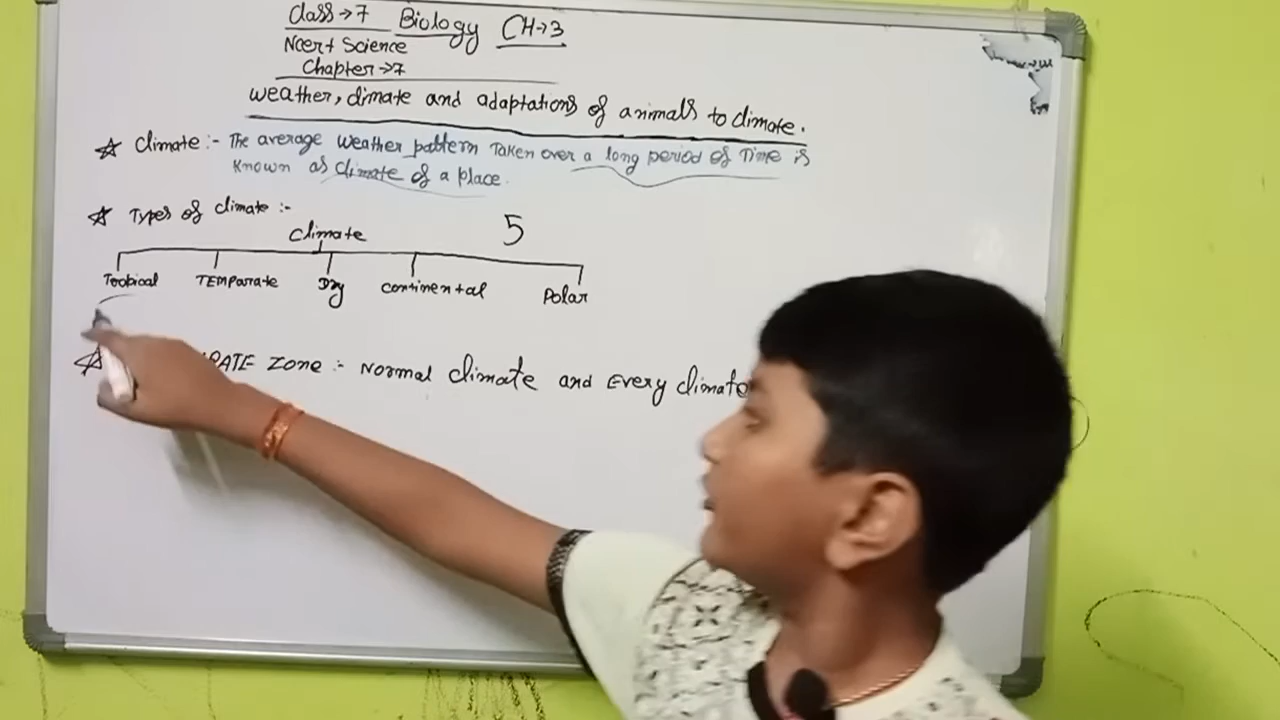 Class→7 Biology CH→3
Ncert Science
Chapter→7
weather, climate and adaptations of animals to climate.
☆ Climate:- The average weather pattern Taken over a long period of Time is
known as climate of a place.
☆ Types of climate:-
Climate 5
Tropical TEMParate Dry continental Polar
☆ RATE Zone:- Normal climate and Every climate